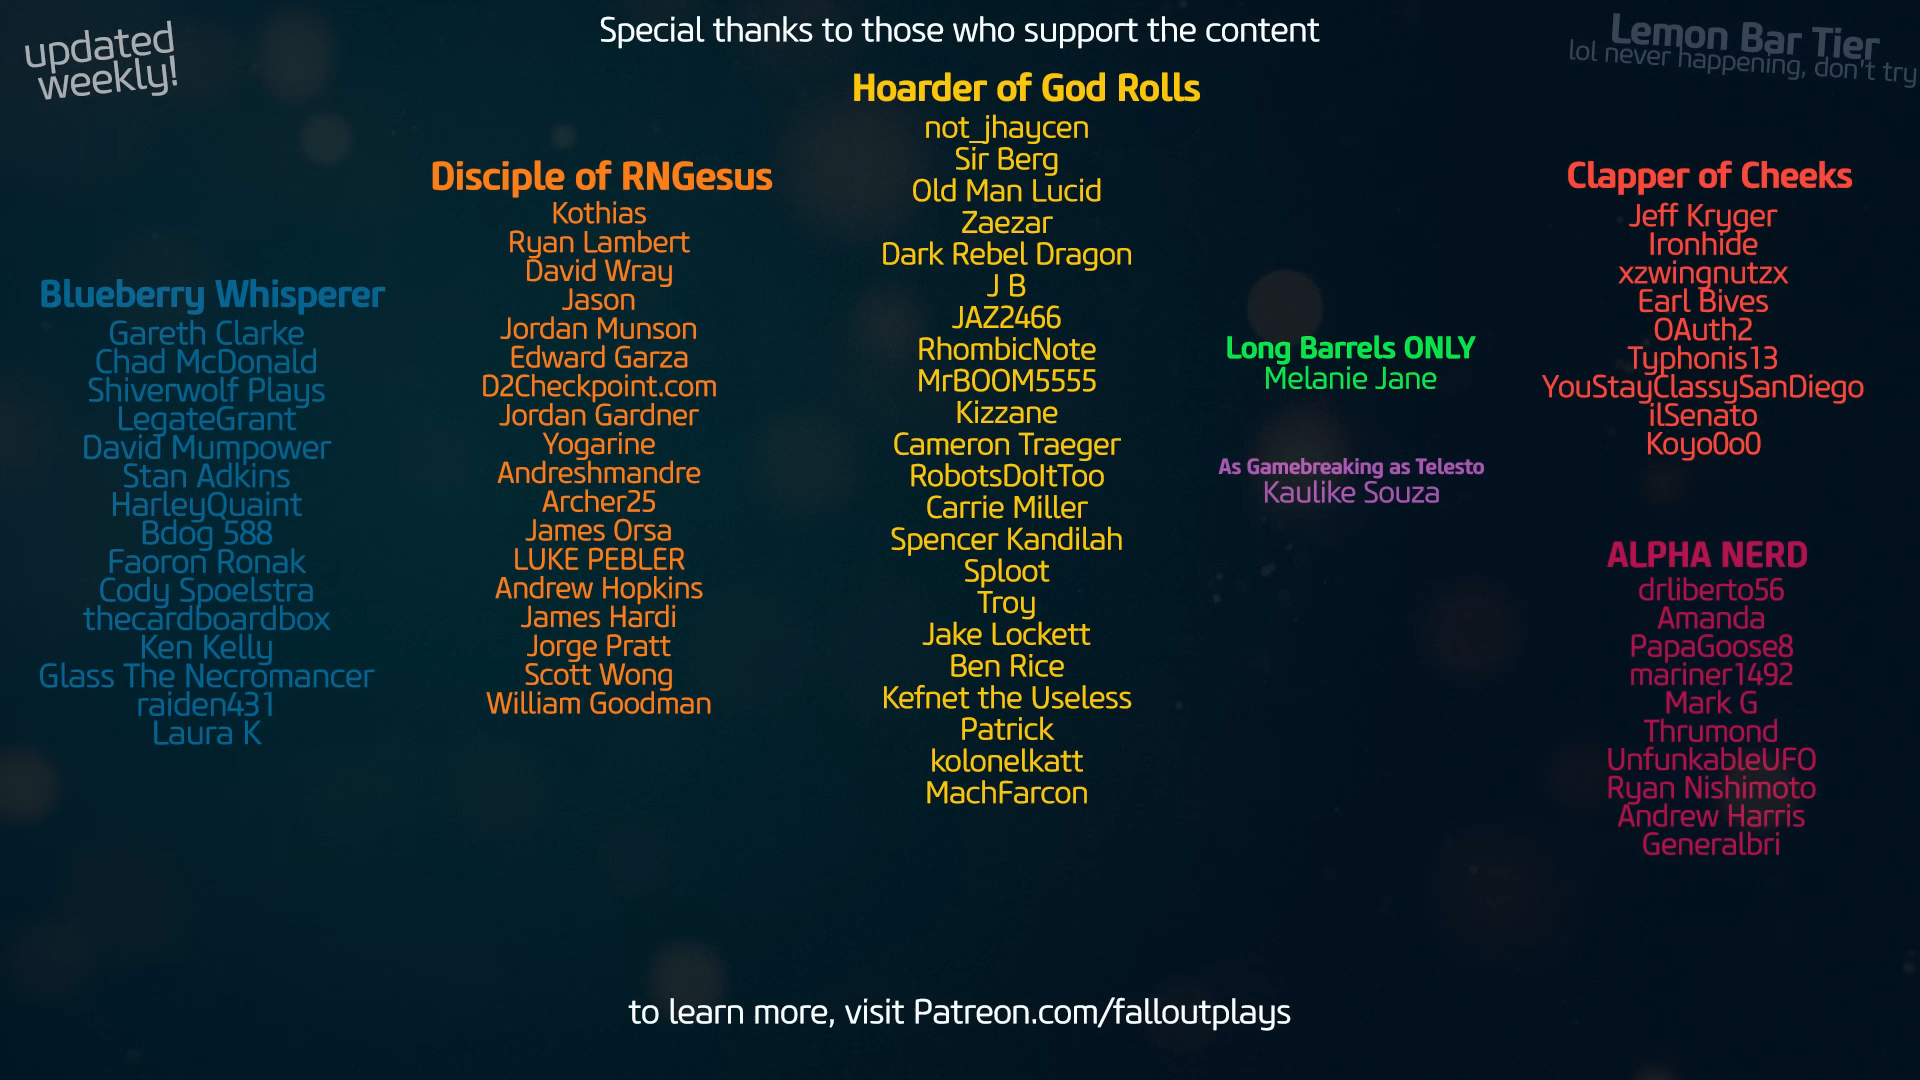 updated
weekly!
Special thanks to those who support the content
Lemon Bar Tier
lol never happening, don't try
Blueberry Whisperer
Gareth Clarke
Chad McDonald
Shiverwolf Plays
LegateGrant
David Mumpower
Stan Adkins
HarleyQuaint
Bdog 588
Faoron Ronak
Cody Spoelstra
thecardboardbox
Ken Kelly
Glass The Necromancer
raiden431
Laura K
Disciple of RNGesus
Kothias
Ryan Lambert
David Wray
Jason
Jordan Munson
Edward Garza
D2Checkpoint.com
Jordan Gardner
Yogarine
Andreshmandre
Archer25
James Orsa
LUKE PEBLER
Andrew Hopkins
James Hardi
Jorge Pratt
Scott Wong
William Goodman
Hoarder of God Rolls
not_jhaycen
Sir Berg
Old Man Lucid
Zaezar
Dark Rebel Dragon
J B
JAZ2466
RhombicNote
MrBOOM5555
Kizzane
Cameron Traeger
RobotsDoItToo
Carrie Miller
Spencer Kandilah
Sploot
Troy
Jake Lockett
Ben Rice
Kefnet the Useless
Patrick
kolonelkatt
MachFarcon
Long Barrels ONLY
Melanie Jane
As Gamebreaking as Telesto
Kaulike Souza
Clapper of Cheeks
Jeff Kryger
Ironhide
xzwingnutzx
Earl Bives
OAuth2
Typhonis13
YouStayClassySanDiego
ilSenato
Koyo0o0
ALPHA NERD
drliberto56
Amanda
PapaGoose8
mariner1492
Mark G
Thrumond
UnfunkableUFO
Ryan Nishimoto
Andrew Harris
Generalbri
to learn more, visit Patreon.com/falloutplays